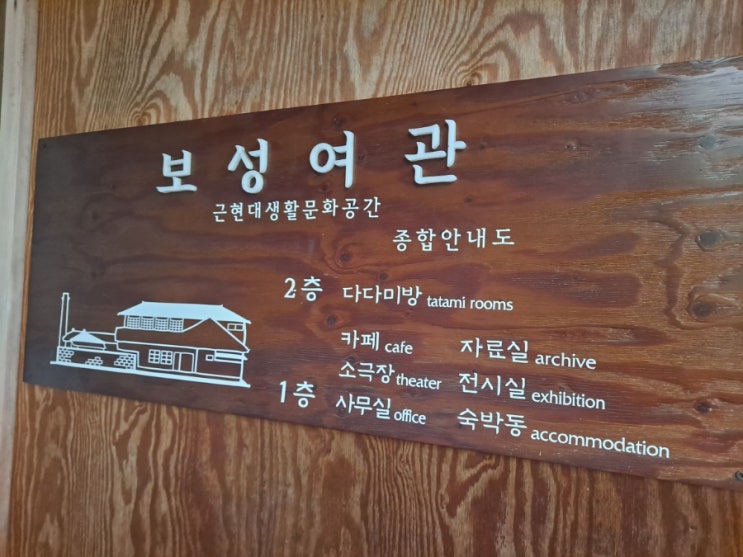 보성여관
근현대생활문화공간
종합안내도
2층 다다미방 tatami rooms
카페 cafe 자료실 archive
소극장 theater 전시실 exhibition
1층 사무실 office 숙박동 accommodation